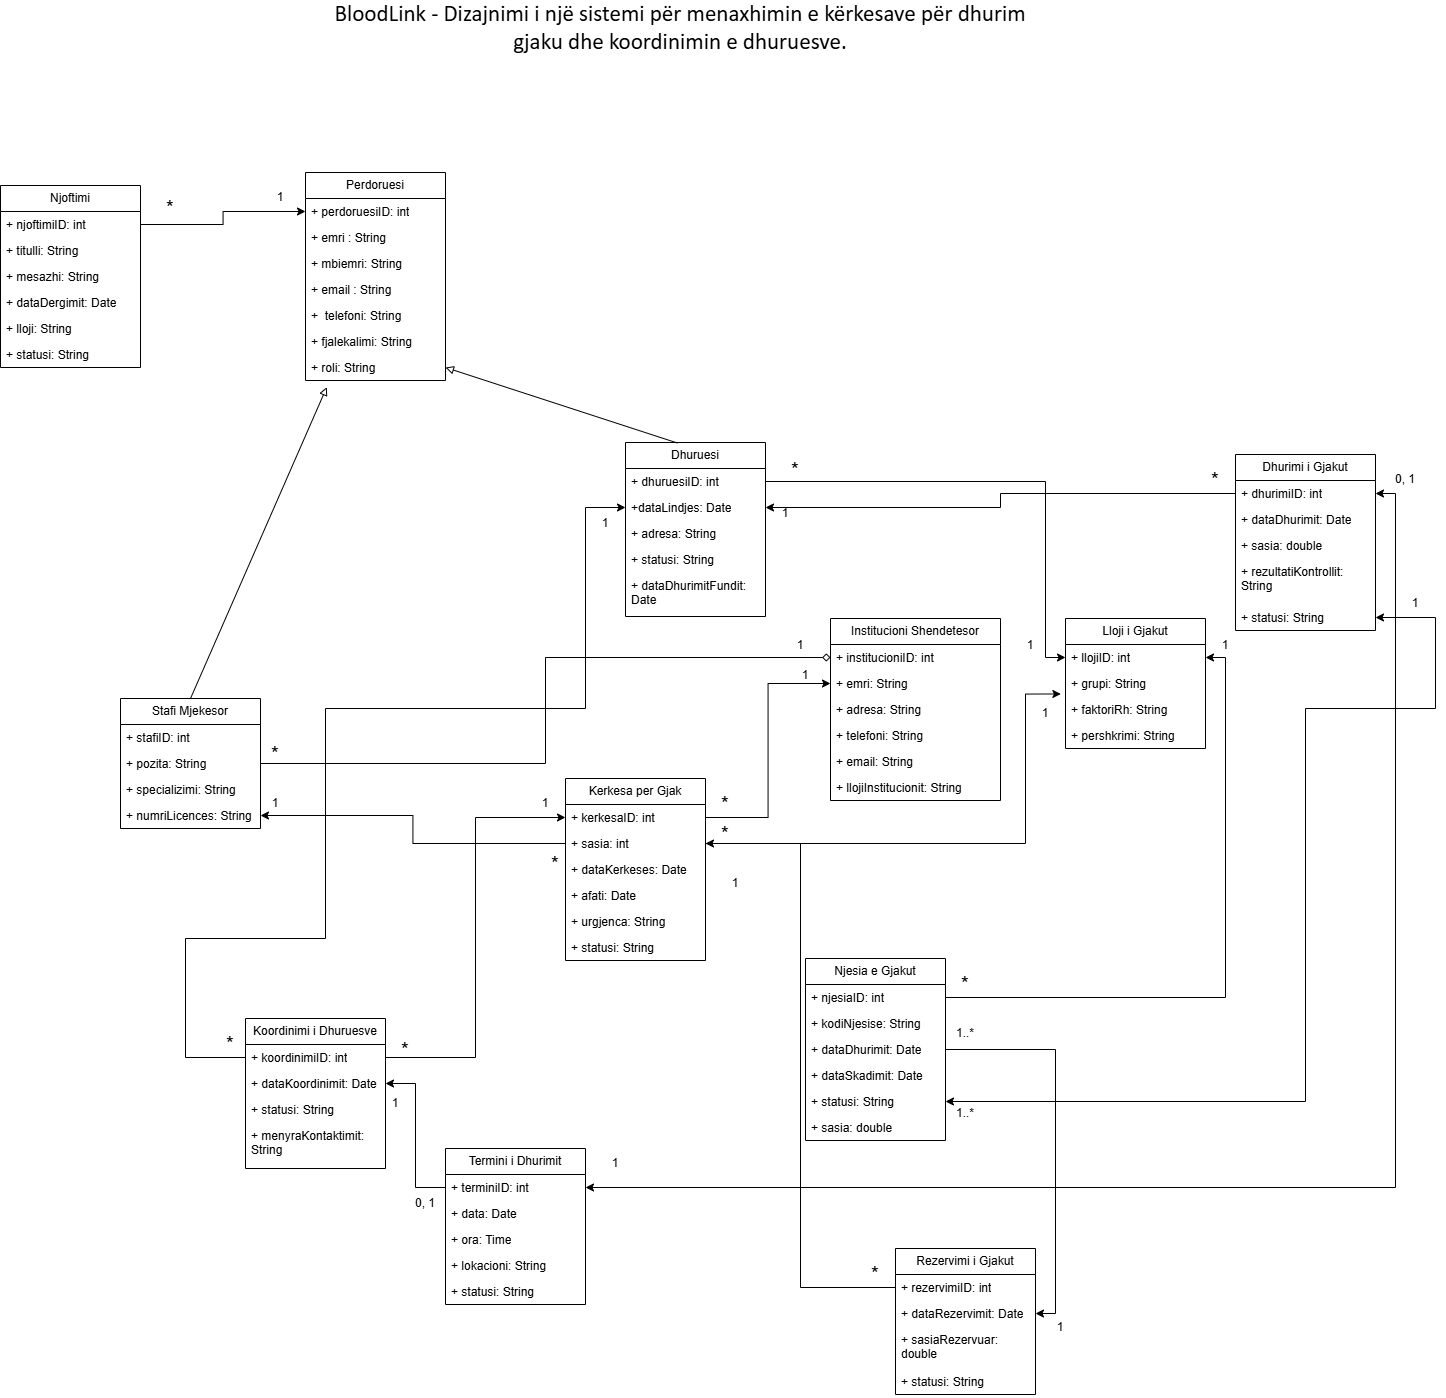 BloodLink - Dizajnimi i një sistemi për menaxhimin e kërkesave për dhurim
gjaku dhe koordinimin e dhuruesve.
Njoftimi
+ njoftimiID: int
+ titulli: String
+ mesazhi: String
+ dataDergimit: Date
+ lloji: String
+ statusi: String
*
1
Perdoruesi
+ perdoruesiID: int
+ emri : String
+ mbiemri: String
+ email : String
+  telefoni: String
+ fjalekalimi: String
+ roli: String
Dhuruesi
+ dhuruesiID: int
+dataLindjes: Date
+ adresa: String
+ statusi: String
+ dataDhurimitFundit:
Date
*
1
1
*
Dhurimi i Gjakut
+ dhurimiID: int
+ dataDhurimit: Date
+ sasia: double
+ rezultatiKontrollit:
String
+ statusi: String
0, 1
1
Institucioni Shendetesor
+ institucioniID: int
+ emri: String
+ adresa: String
+ telefoni: String
+ email: String
+ llojiInstitucionit: String
1
1
Lloji i Gjakut
+ llojiID: int
+ grupi: String
+ faktoriRh: String
+ pershkrimi: String
1
1
1
Stafi Mjekesor
+ stafiID: int
+ pozita: String
+ specializimi: String
+ numriLicences: String
*
1
Kerkesa per Gjak
+ kerkesaID: int
+ sasia: int
+ dataKerkeses: Date
+ afati: Date
+ urgjenca: String
+ statusi: String
1
*
*
*
1
Njesia e Gjakut
+ njesiaID: int
+ kodiNjesise: String
+ dataDhurimit: Date
+ dataSkadimit: Date
+ statusi: String
+ sasia: double
*
1..*
1..*
Koordinimi i Dhuruesve
+ koordinimiID: int
+ dataKoordinimit: Date
+ statusi: String
+ menyraKontaktimit:
String
*
*
1
Termini i Dhurimit
+ terminiID: int
+ data: Date
+ ora: Time
+ lokacioni: String
+ statusi: String
0, 1
1
Rezervimi i Gjakut
+ rezervimiID: int
+ dataRezervimit: Date
+ sasiaRezervuar:
double
+ statusi: String
*
1